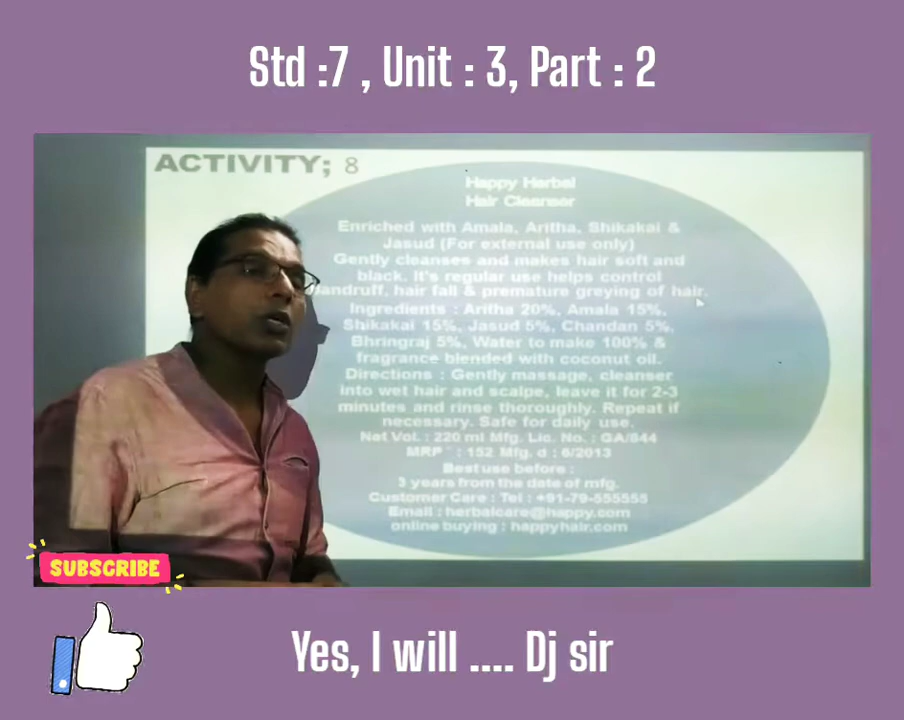 Std :7 , Unit : 3, Part : 2
ACTIVITY; 8
Happy Herbal
Hair Cleanser
Enriched with Amala, Aritha, Shikakai &
Jasud (For external use only)
Gently cleanses and makes hair soft and
black. It's regular use helps control
dandruff, hair fall & premature greying of hair.
Ingredients : Aritha 20%, Amala 15%,
Shikakai 15%, Jasud 5%, Chandan 5%,
Bhringraj 5%, Water to make 100% &
fragrance blended with coconut oil.
Directions : Gently massage, cleanser
into wet hair and scalpe, leave it for 2-3
minutes and rinse thoroughly. Repeat if
necessary. Safe for daily use.
Net Vol. : 220 ml Mfg. Lic. No. : GA/844
MRP : 152 Mfg. d : 6/2013
Best use before :
3 years from the date of mfg.
Customer Care : Tel : +91-79-555555
Email : herbalcare@happy.com
online buying : happyhair.com
SUBSCRIBE
Yes, I will .... Dj sir